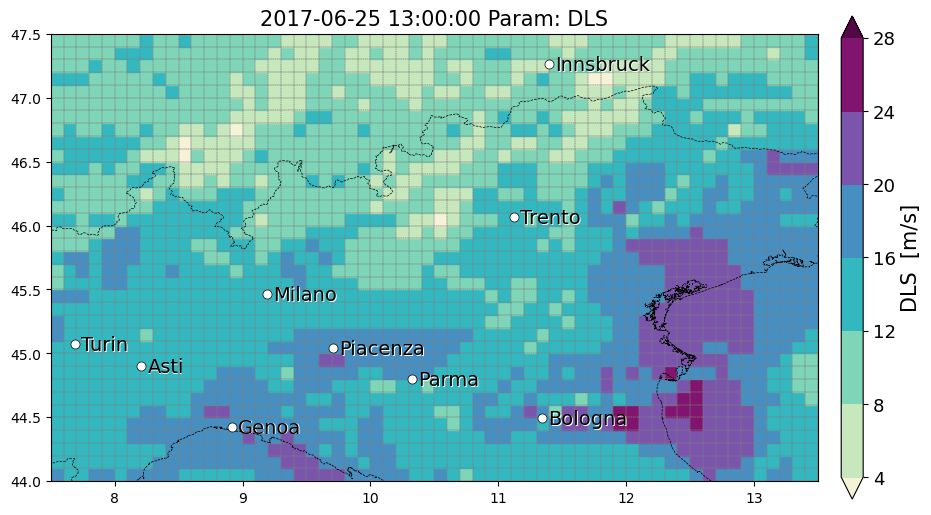 2017-06-25 13:00:00 Param: DLS
47.5
47.0
46.5
46.0
45.5
45.0
44.5
44.0
8
9
10
11
12
13
Innsbruck
Trento
Milano
Turin
Asti
Piacenza
Parma
Genoa
Bologna
28
24
20
16
12
8
4
DLS [m/s]